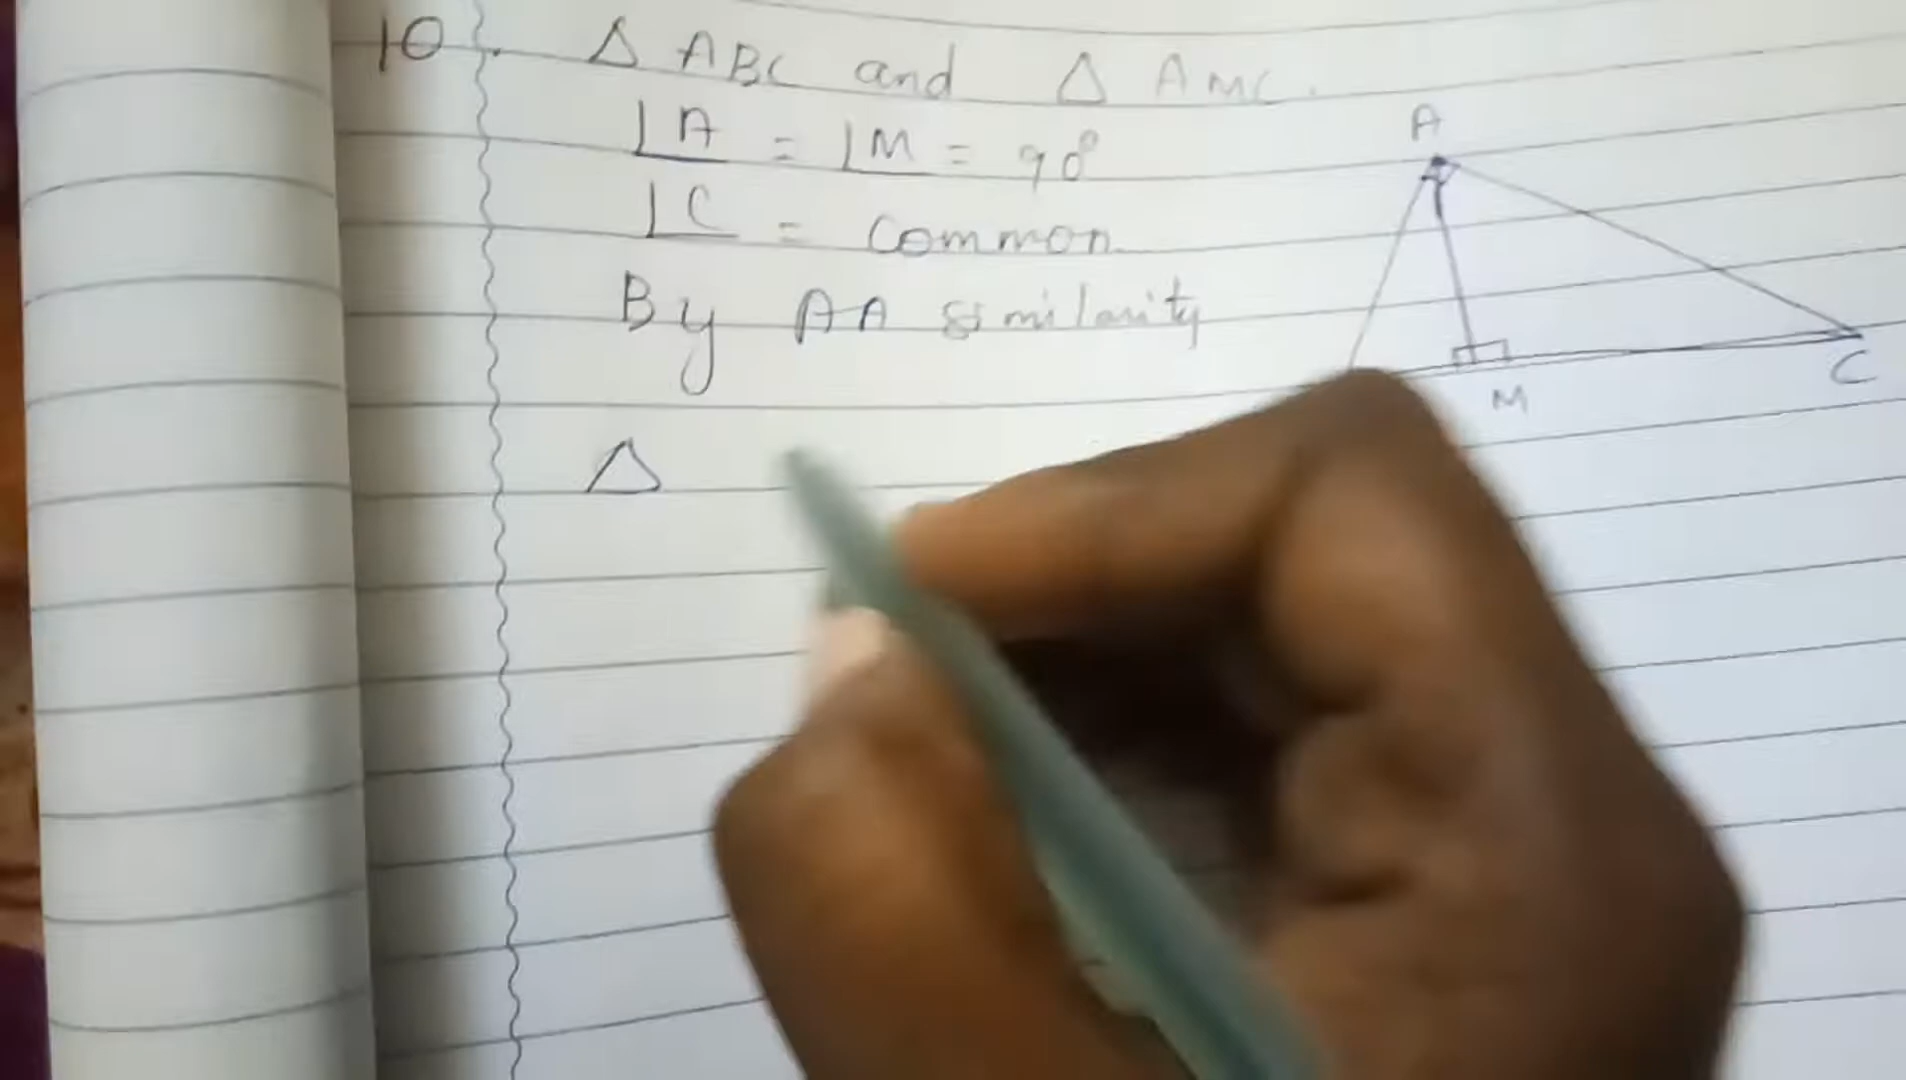 10. Δ ABC and Δ AMC.
∠A = ∠M = 90°
∠C = common
By AA similarity
Δ
A
M
C